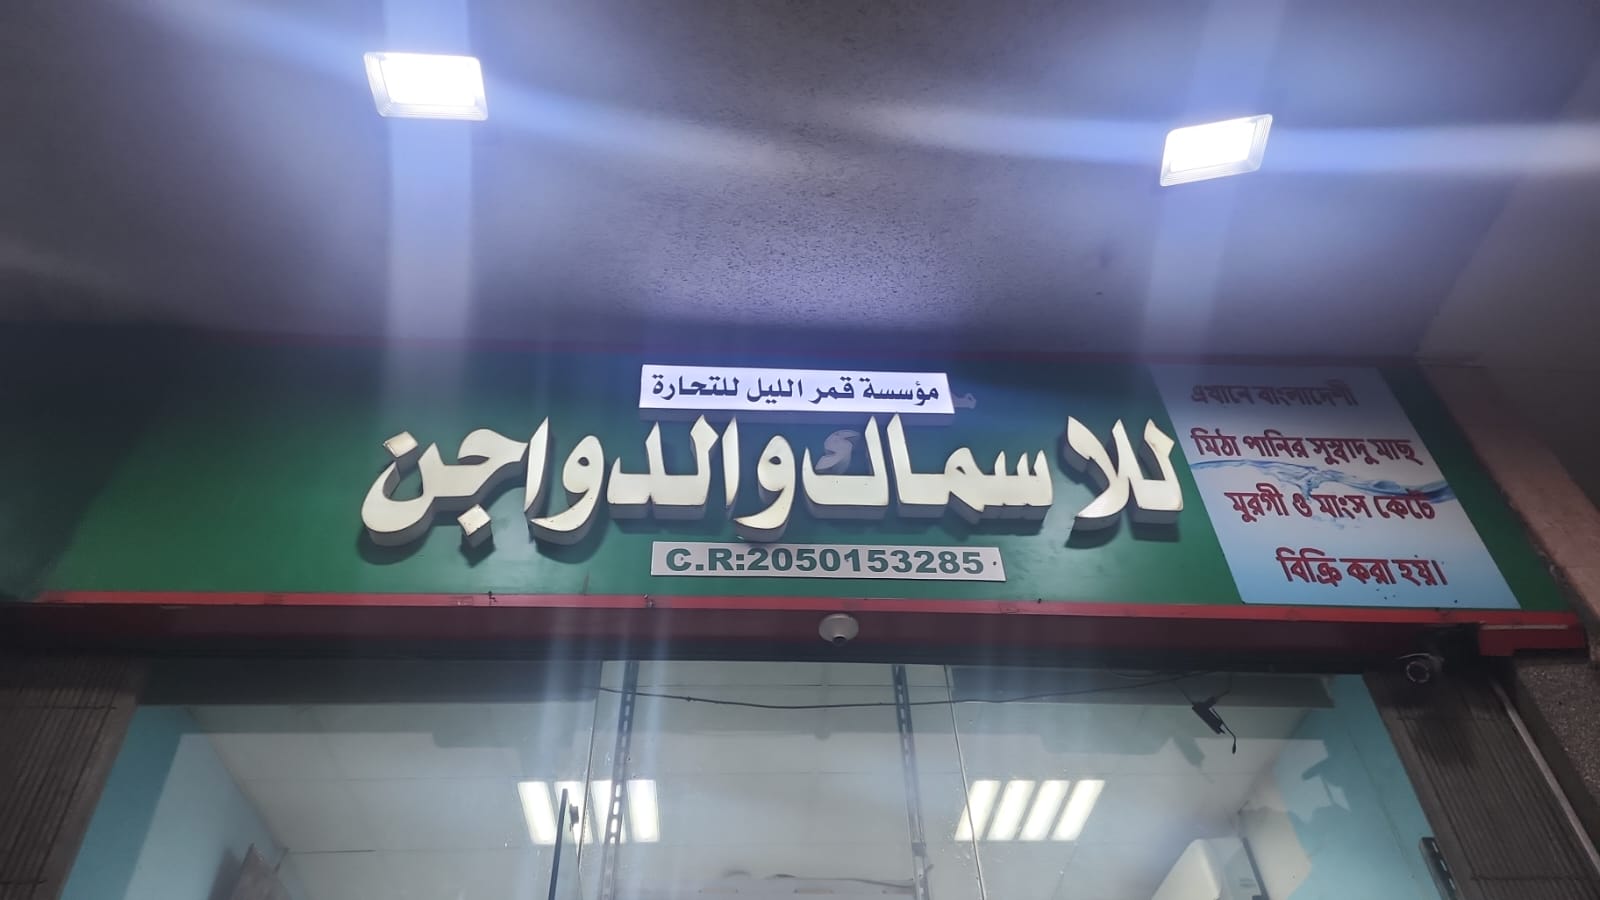 مؤسسة قمر الليل للتجارة
للاسماك والدواجن
C.R:2050153285
এখানে বাংলাদেশী
মিঠা পানির সুস্বাদু মাছ
মুরগী ও মাংস কেটে
বিক্রি করা হয়।